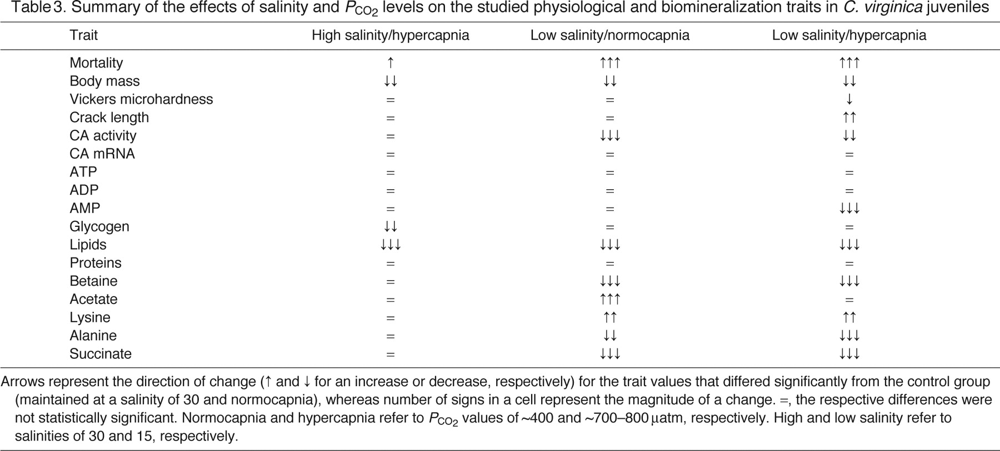 Table 3. Summary of the effects of salinity and PCO2 levels on the studied physiological and biomineralization traits in C. virginica juveniles
Trait High salinity/hypercapnia Low salinity/normocapnia Low salinity/hypercapnia
Mortality ↑ ↑↑↑ ↑↑↑
Body mass ↓↓ ↓↓ ↓↓
Vickers microhardness = = ↓
Crack length = = ↑↑
CA activity = ↓↓↓ ↓↓
CA mRNA = = =
ATP = = =
ADP = = =
AMP = = ↓↓↓
Glycogen ↓↓ = =
Lipids ↓↓↓ ↓↓↓ ↓↓↓
Proteins = = =
Betaine = ↓↓↓ ↓↓↓
Acetate = ↑↑↑ =
Lysine = ↑↑ ↑↑
Alanine = ↓↓ ↓↓↓
Succinate = ↓↓↓ ↓↓↓
Arrows represent the direction of change (↑ and ↓ for an increase or decrease, respectively) for the trait values that differed significantly from the control group
(maintained at a salinity of 30 and normocapnia), whereas number of signs in a cell represent the magnitude of a change. =, the respective differences were
not statistically significant. Normocapnia and hypercapnia refer to PCO2 values of ~400 and ~700–800 µatm, respectively. High and low salinity refer to
salinities of 30 and 15, respectively.